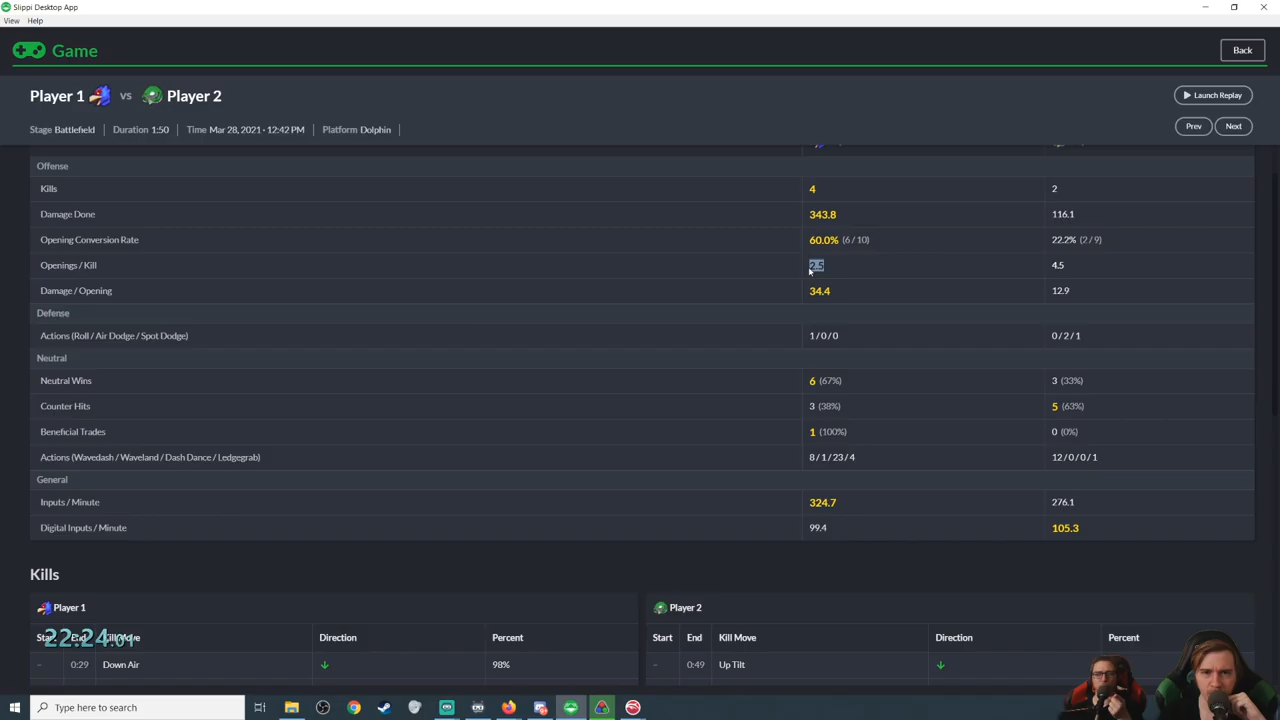 Slippi Desktop App
View Help
Game
Back
Player 1 vs Player 2
Launch Replay
Stage Battlefield Duration 1:50 Time Mar 28, 2021 · 12:42 PM Platform Dolphin
Prev Next
Offense
Kills 4 2
Damage Done 343.8 116.1
Opening Conversion Rate 60.0% (6 / 10) 22.2% (2 / 9)
Openings / Kill 2.5 4.5
Damage / Opening 34.4 12.9
Defense
Actions (Roll / Air Dodge / Spot Dodge) 1 / 0 / 0 0 / 2 / 1
Neutral
Neutral Wins 6 (67%) 3 (33%)
Counter Hits 3 (38%) 5 (63%)
Beneficial Trades 1 (100%) 0 (0%)
Actions (Wavedash / Waveland / Dash Dance / Ledgegrab) 8 / 1 / 23 / 4 12 / 0 / 0 / 1
General
Inputs / Minute 324.7 276.1
Digital Inputs / Minute 99.4 105.3
Kills
Player 1 Player 2
Direction Percent Start End Kill Move Direction Percent
22:24.01
– 0:29 Down Air 98% – 0:49 Up Tilt
Type here to search